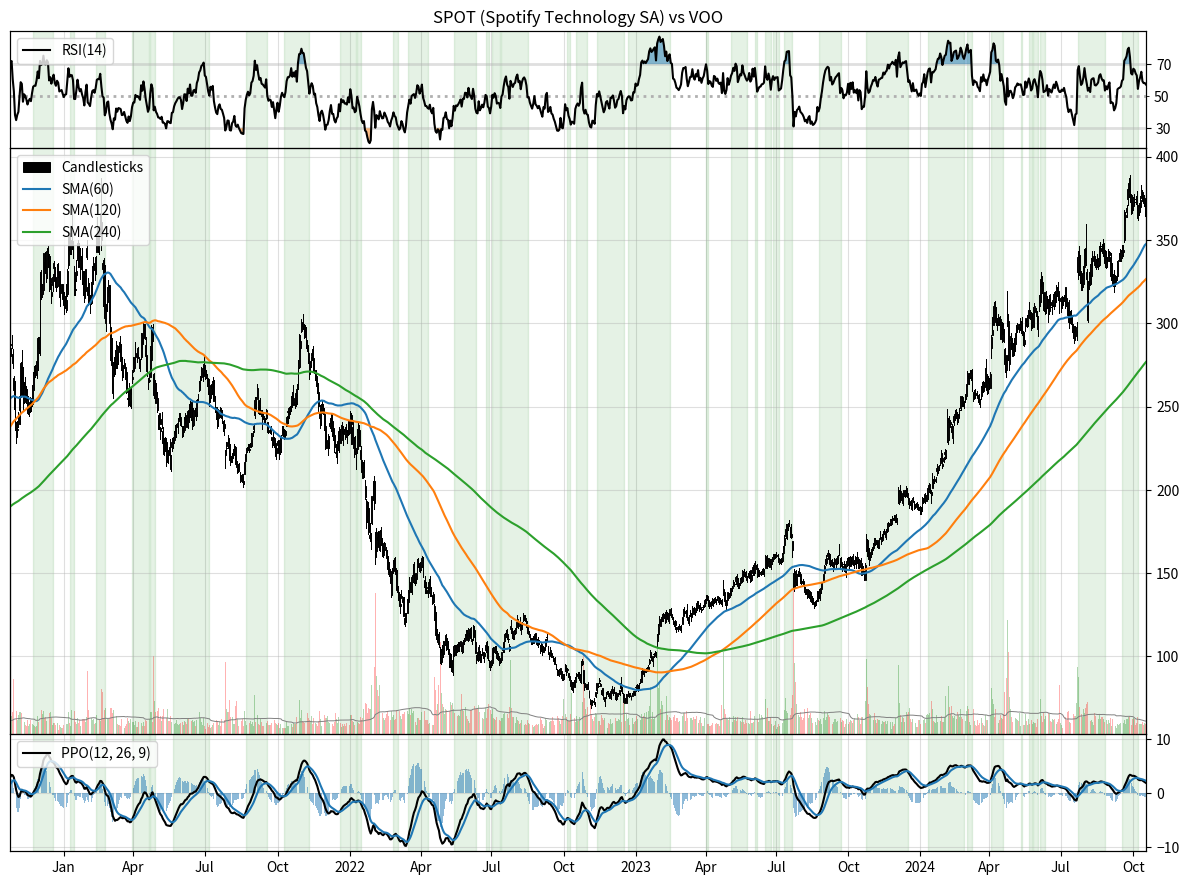 SPOT (Spotify Technology SA) vs VOO
RSI(14)
70
50
30
Candlesticks
SMA(60)
SMA(120)
SMA(240)
400
350
300
250
200
150
100
PPO(12, 26, 9)
10
0
−10
Jan Apr Jul Oct 2022 Apr Jul Oct 2023 Apr Jul Oct 2024 Apr Jul Oct